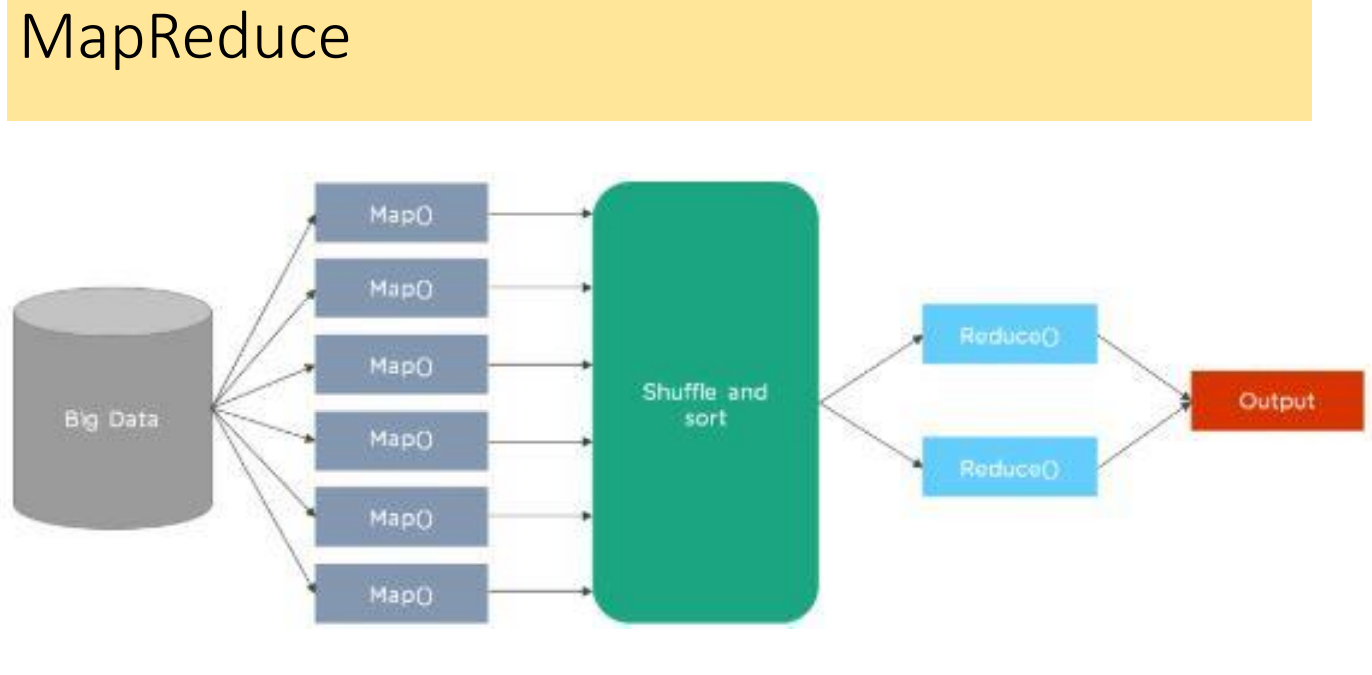 MapReduce
Big Data
Map()
Map()
Map()
Map()
Map()
Map()
Shuffle and
sort
Reduce()
Reduce()
Output